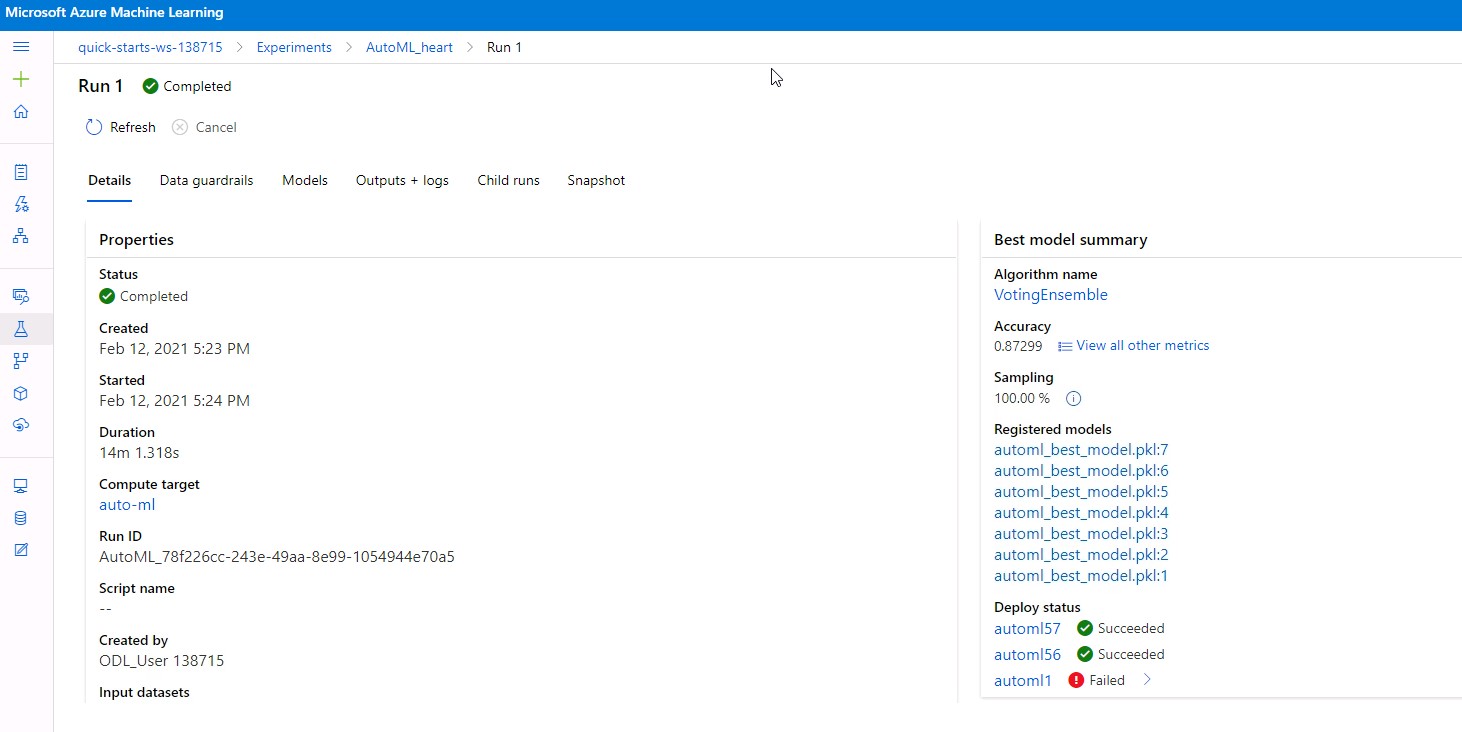 Microsoft Azure Machine Learning
quick-starts-ws-138715 > Experiments > AutoML_heart > Run 1
Run 1 Completed
Refresh Cancel
Details Data guardrails Models Outputs + logs Child runs Snapshot
Properties
Status
Completed
Created
Feb 12, 2021 5:23 PM
Started
Feb 12, 2021 5:24 PM
Duration
14m 1.318s
Compute target
auto-ml
Run ID
AutoML_78f226cc-243e-49aa-8e99-1054944e70a5
Script name
--
Created by
ODL_User 138715
Input datasets
Best model summary
Algorithm name
VotingEnsemble
Accuracy
0.87299 View all other metrics
Sampling
100.00 %
Registered models
automl_best_model.pkl:7
automl_best_model.pkl:6
automl_best_model.pkl:5
automl_best_model.pkl:4
automl_best_model.pkl:3
automl_best_model.pkl:2
automl_best_model.pkl:1
Deploy status
automl57 Succeeded
automl56 Succeeded
automl1 Failed